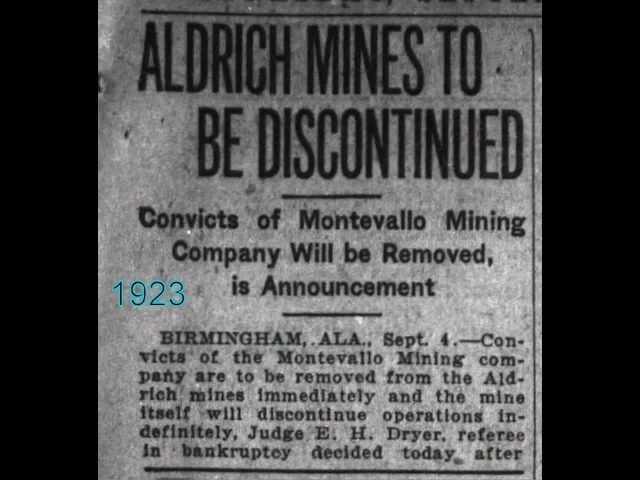 ALDRICH MINES TO
BE DISCONTINUED
Convicts of Montevallo Mining
Company Will be Removed,
is Announcement
1923
BIRMINGHAM, ALA., Sept. 4.—Con-
victs of the Montevallo Mining com-
pany are to be removed from the Ald-
rich mines immediately and the mine
itself will discontinue operations in-
definitely, Judge E. H. Dryer, referee
in bankruptcy decided today after